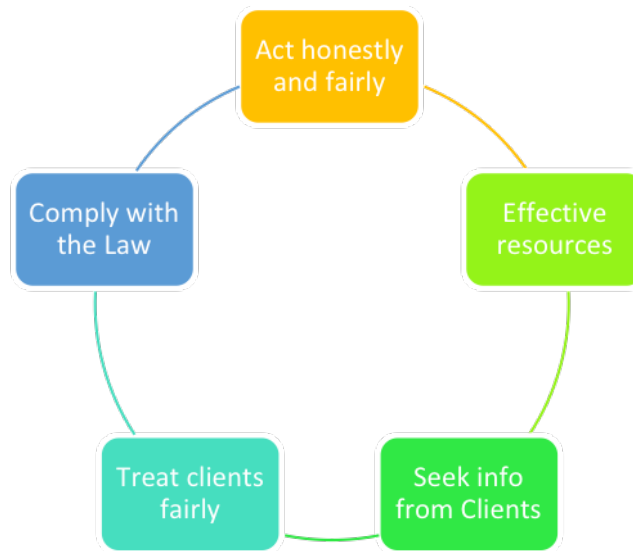 Act honestly
and fairly
Effective
resources
Seek info
from Clients
Treat clients
fairly
Comply with
the Law